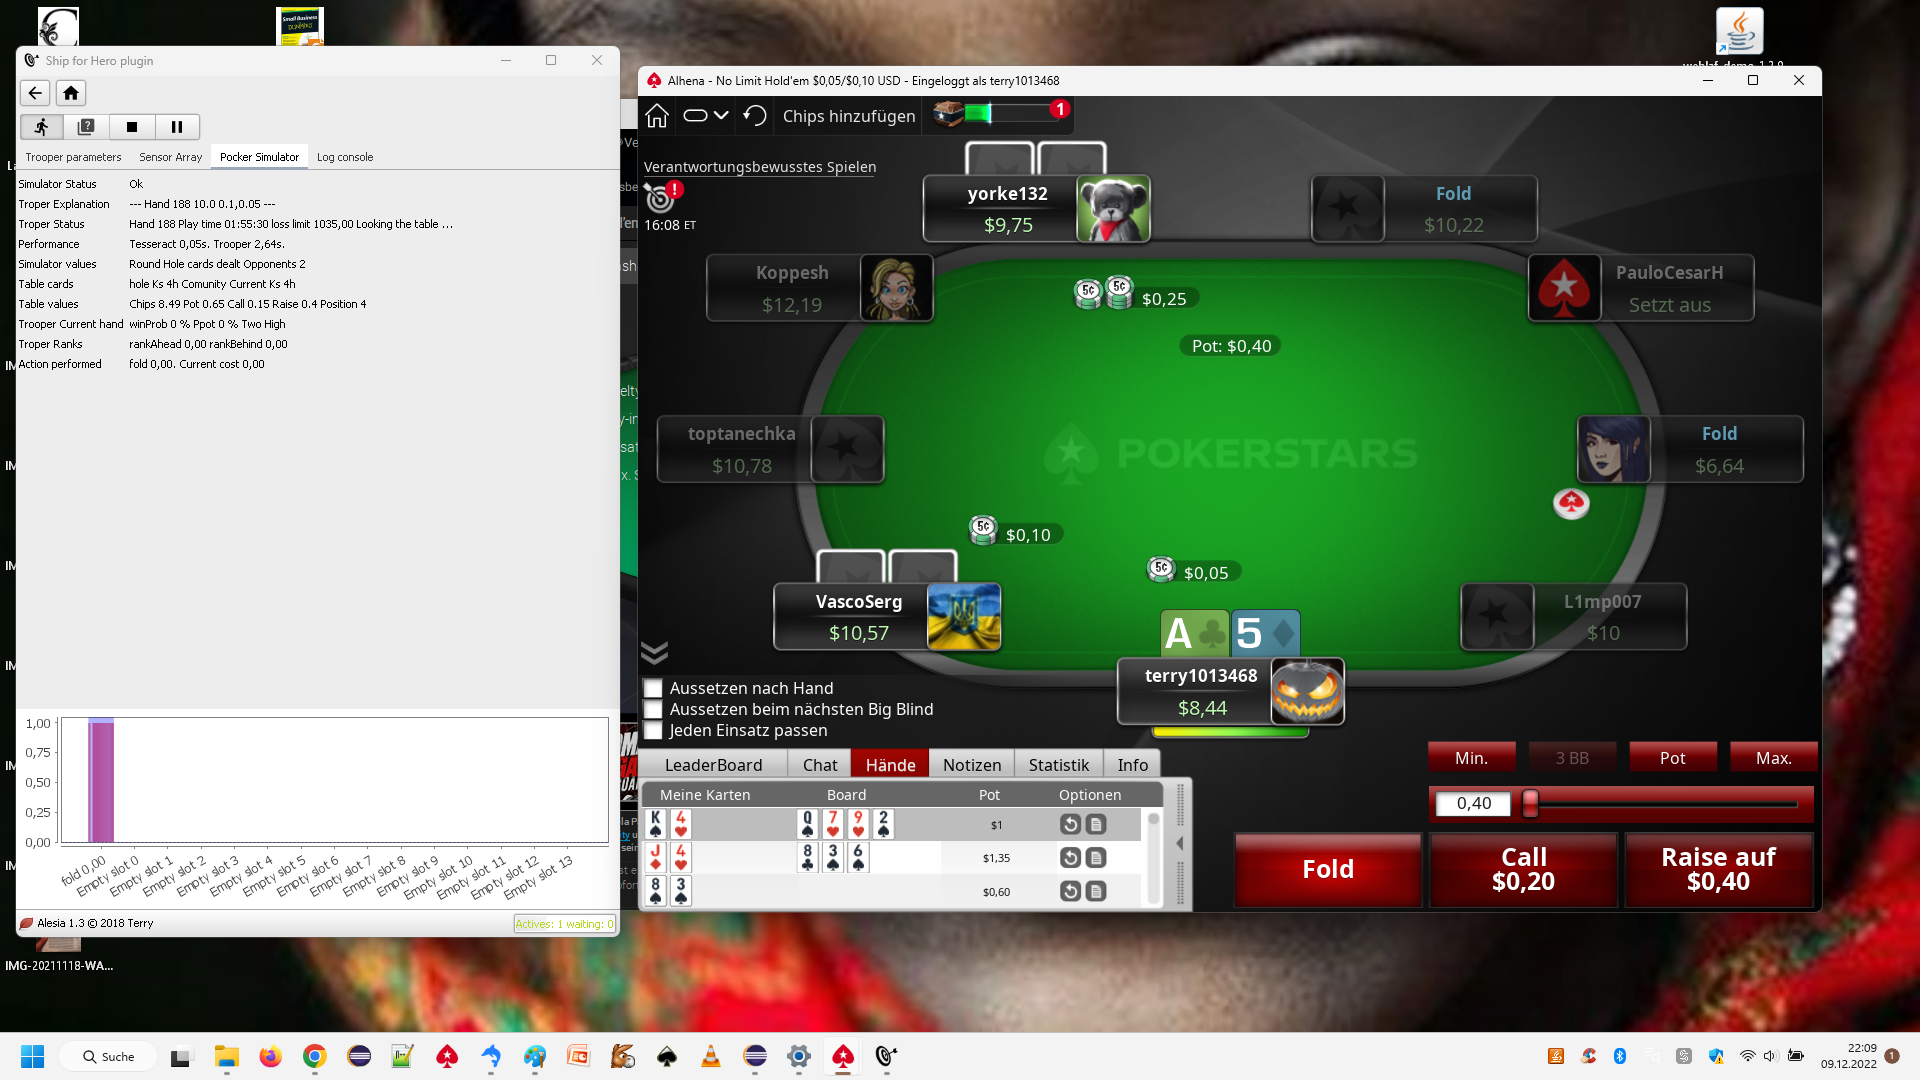 Small Business
DUMMIES
Ship for Hero plugin
Trooper parameters
Sensor Array
Pocker Simulator
Log console
Simulator Status Ok
Troper Explanation --- Hand 188 10.0 0.1,0.05 ---
Troper Status Hand 188 Play time 01:55:30 loss limit 1035,00 Looking the table ...
Performance Tesseract 0,05s. Trooper 2,64s.
Simulator values Round Hole cards dealt Opponents 2
Table cards hole Ks 4h Comunity Current Ks 4h
Table values Chips 8.49 Pot 0.65 Call 0.15 Raise 0.4 Position 4
Trooper Current hand winProb 0 % Ppot 0 % Two High
Troper Ranks rankAhead 0,00 rankBehind 0,00
Action performed fold 0,00. Current cost 0,00
1,00
0,75
0,50
0,25
0,00
fold 0,00
Empty slot 0
Empty slot 1
Empty slot 2
Empty slot 3
Empty slot 4
Empty slot 5
Empty slot 6
Empty slot 7
Empty slot 8
Empty slot 9
Empty slot 10
Empty slot 11
Empty slot 12
Empty slot 13
Alesia 1.3 © 2018 Terry
Actives: 1 waiting: 0
IMG-20211118-WA...
Alhena - No Limit Hold'em $0,05/$0,10 USD - Eingeloggt als terry1013468
Chips hinzufügen
1
Verantwortungsbewusstes Spielen
!
16:08 ET
yorke132
$9,75
Fold
$10,22
Koppesh
$12,19
PauloCesarH
Setzt aus
5¢ 5¢ $0,25
Pot: $0,40
toptanechka
$10,78
POKERSTARS
Fold
$6,64
5¢ $0,10
5¢ $0,05
VascoSerg
$10,57
A 5
L1mp007
$10
terry1013468
$8,44
Aussetzen nach Hand
Aussetzen beim nächsten Big Blind
Jeden Einsatz passen
LeaderBoard
Chat
Hände
Notizen
Statistik
Info
Meine Karten Board Pot Optionen
K 4 Q 7 9 2 $1
J 4 8 3 6 $1,35
8 3 $0,60
Min.
3 BB
Pot
Max.
0,40
Fold
Call
$0,20
Raise auf
$0,40
Suche
22:09
09.12.2022
1